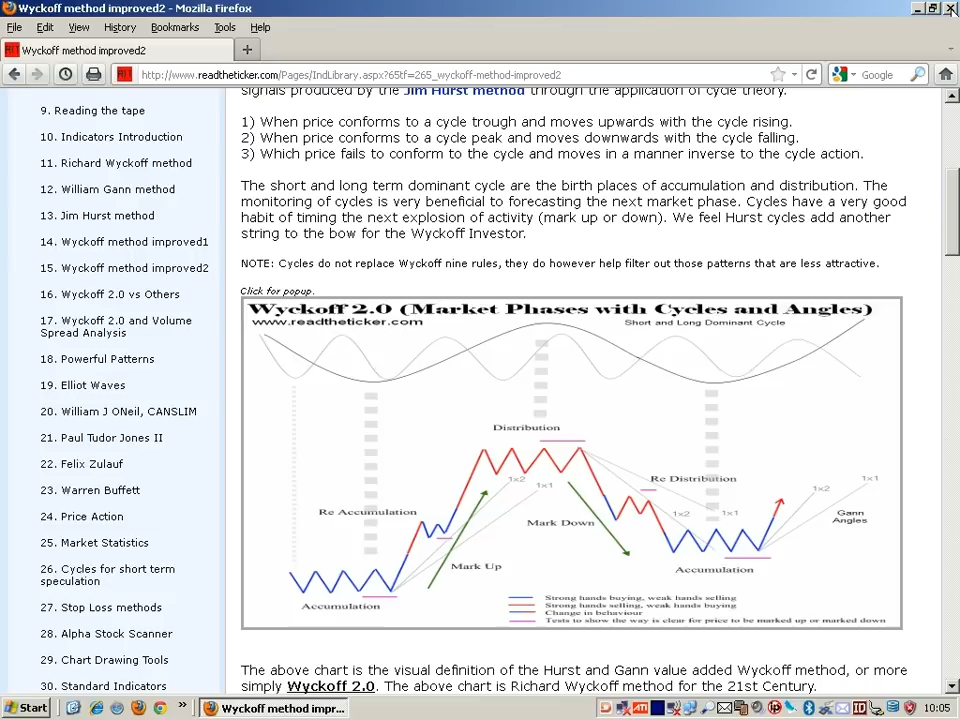 Wyckoff method improved2 - Mozilla Firefox
File Edit View History Bookmarks Tools Help
Wyckoff method improved2
http://www.readtheticker.com/Pages/IndLibrary.aspx?65tf=265_wyckoff-method-improved2
Google
signals produced by the Jim Hurst method through the application of cycle theory.
9. Reading the tape
10. Indicators Introduction
11. Richard Wyckoff method
12. William Gann method
13. Jim Hurst method
14. Wyckoff method improved1
15. Wyckoff method improved2
16. Wyckoff 2.0 vs Others
17. Wyckoff 2.0 and Volume
Spread Analysis
18. Powerful Patterns
19. Elliot Waves
20. William J ONeil, CANSLIM
21. Paul Tudor Jones II
22. Felix Zulauf
23. Warren Buffett
24. Price Action
25. Market Statistics
26. Cycles for short term
speculation
27. Stop Loss methods
28. Alpha Stock Scanner
29. Chart Drawing Tools
30. Standard Indicators
1) When price conforms to a cycle trough and moves upwards with the cycle rising.
2) When price conforms to a cycle peak and moves downwards with the cycle falling.
3) Which price fails to conform to the cycle and moves in a manner inverse to the cycle action.
The short and long term dominant cycle are the birth places of accumulation and distribution. The
monitoring of cycles is very beneficial to forecasting the next market phase. Cycles have a very good
habit of timing the next explosion of activity (mark up or down). We feel Hurst cycles add another
string to the bow for the Wyckoff Investor.
NOTE: Cycles do not replace Wyckoff nine rules, they do however help filter out those patterns that are less attractive.
Click for popup.
Wyckoff 2.0 (Market Phases with Cycles and Angles)
www.readtheticker.com
Short and Long Dominant Cycle
Distribution
1x2
1x1
Re Distribution
1x1
1x2
Re Accumulation
Mark Down
1x2
1x1
Gann
Angles
Mark Up
Accumulation
Accumulation
Strong hands buying, weak hands selling
Strong hands selling, weak hands buying
Change in behaviour
Tests to show the way is clear for price to be marked up or marked down
The above chart is the visual definition of the Hurst and Gann value added Wyckoff method, or more
simply Wyckoff 2.0. The above chart is Richard Wyckoff method for the 21st Century.
Start
Wyckoff method impr...
10:05